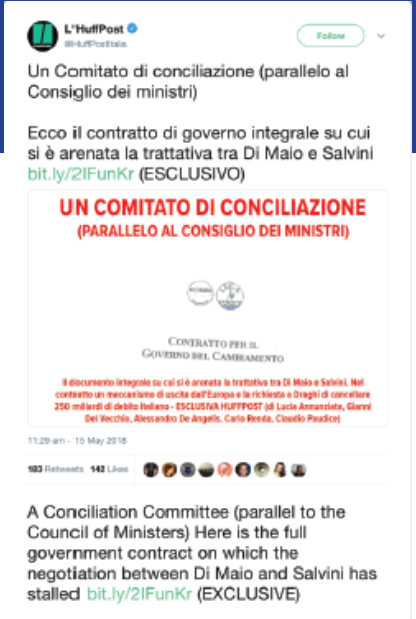 L'HuffPost
@HuffPostItalia
Follow
Un Comitato di conciliazione (parallelo al
Consiglio dei ministri)
Ecco il contratto di governo integrale su cui
si è arenata la trattativa tra Di Maio e Salvini
bit.ly/2IFunKr (ESCLUSIVO)
UN COMITATO DI CONCILIAZIONE
(PARALLELO AL CONSIGLIO DEI MINISTRI)
CONTRATTO PER IL
GOVERNO DEL CAMBIAMENTO
Il documento integrale su cui si è arenata la trattativa tra Di Maio e Salvini. Nel
contratto un meccanismo di uscita dall'Europa e la richiesta a Draghi di cancellare
250 miliardi di debito italiano - ESCLUSIVA HUFFPOST (di Lucia Annunziata, Gianni
Del Vecchio, Alessandro De Angelis, Carlo Renda, Claudio Paudice)
11:29 am - 15 May 2018
193 Retweets 142 Likes
A Conciliation Committee (parallel to the
Council of Ministers) Here is the full
government contract on which the
negotiation between Di Maio and Salvini has
stalled bit.ly/2IFunKr (EXCLUSIVE)